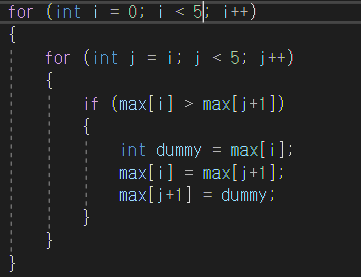 for (int i = 0; i < 5; i++)
{
for (int j = i; j < 5; j++)
{
if (max[i] > max[j+1])
{
int dummy = max[i];
max[i] = max[j+1];
max[j+1] = dummy;
}
}
}